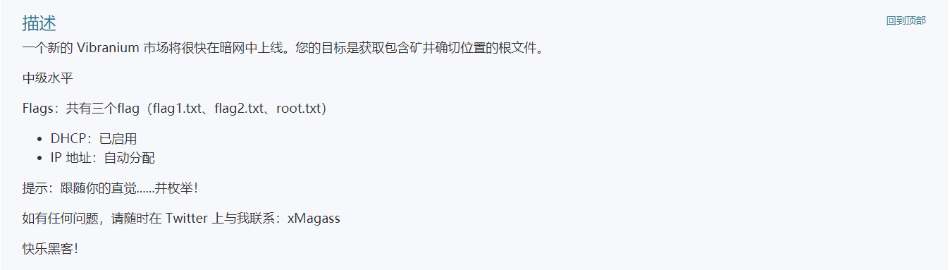 描述
回到顶部
一个新的 Vibranium 市场将很快在暗网中上线。您的目标是获取包含矿井确切位置的根文件。
中级水平
Flags：共有三个flag（flag1.txt、flag2.txt、root.txt）
• DHCP：已启用
• IP 地址：自动分配
提示：跟随你的直觉......并枚举！
如有任何问题，请随时在 Twitter 上与我联系：xMagass
快乐黑客！